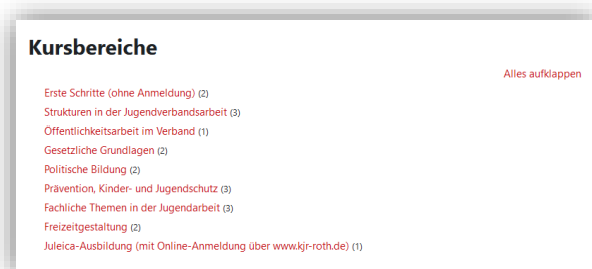 Kursbereiche
Alles aufklappen
Erste Schritte (ohne Anmeldung) (2)
Strukturen in der Jugendverbandsarbeit (3)
Öffentlichkeitsarbeit im Verband (1)
Gesetzliche Grundlagen (2)
Politische Bildung (2)
Prävention, Kinder- und Jugendschutz (3)
Fachliche Themen in der Jugendarbeit (3)
Freizeitgestaltung (2)
Juleica-Ausbildung (mit Online-Anmeldung über www.kjr-roth.de) (1)